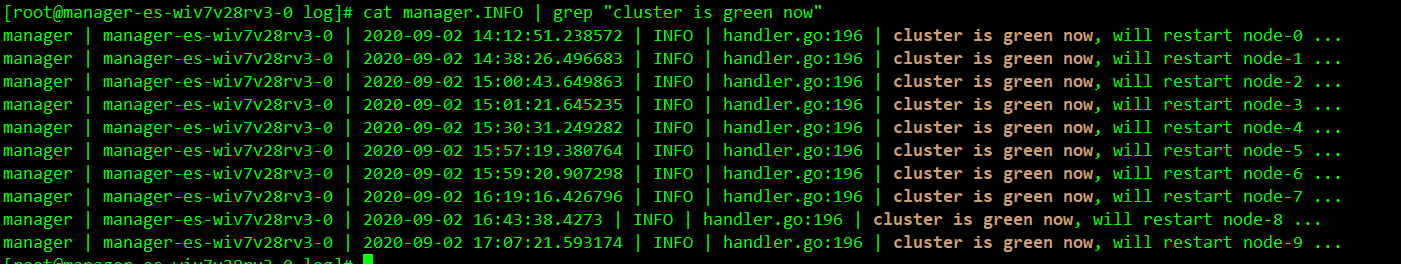 [root@manager-es-wiv7v28rv3-0 log]# cat manager.INFO | grep "cluster is green now"
manager | manager-es-wiv7v28rv3-0 | 2020-09-02 14:12:51.238572 | INFO | handler.go:196 | cluster is green now, will restart node-0 ...
manager | manager-es-wiv7v28rv3-0 | 2020-09-02 14:38:26.496683 | INFO | handler.go:196 | cluster is green now, will restart node-1 ...
manager | manager-es-wiv7v28rv3-0 | 2020-09-02 15:00:43.649863 | INFO | handler.go:196 | cluster is green now, will restart node-2 ...
manager | manager-es-wiv7v28rv3-0 | 2020-09-02 15:01:21.645235 | INFO | handler.go:196 | cluster is green now, will restart node-3 ...
manager | manager-es-wiv7v28rv3-0 | 2020-09-02 15:30:31.249282 | INFO | handler.go:196 | cluster is green now, will restart node-4 ...
manager | manager-es-wiv7v28rv3-0 | 2020-09-02 15:57:19.380764 | INFO | handler.go:196 | cluster is green now, will restart node-5 ...
manager | manager-es-wiv7v28rv3-0 | 2020-09-02 15:59:20.907298 | INFO | handler.go:196 | cluster is green now, will restart node-6 ...
manager | manager-es-wiv7v28rv3-0 | 2020-09-02 16:19:16.426796 | INFO | handler.go:196 | cluster is green now, will restart node-7 ...
manager | manager-es-wiv7v28rv3-0 | 2020-09-02 16:43:38.4273 | INFO | handler.go:196 | cluster is green now, will restart node-8 ...
manager | manager-es-wiv7v28rv3-0 | 2020-09-02 17:07:21.593174 | INFO | handler.go:196 | cluster is green now, will restart node-9 ...
[root@manager-es-wiv7v28rv3-0 log]#